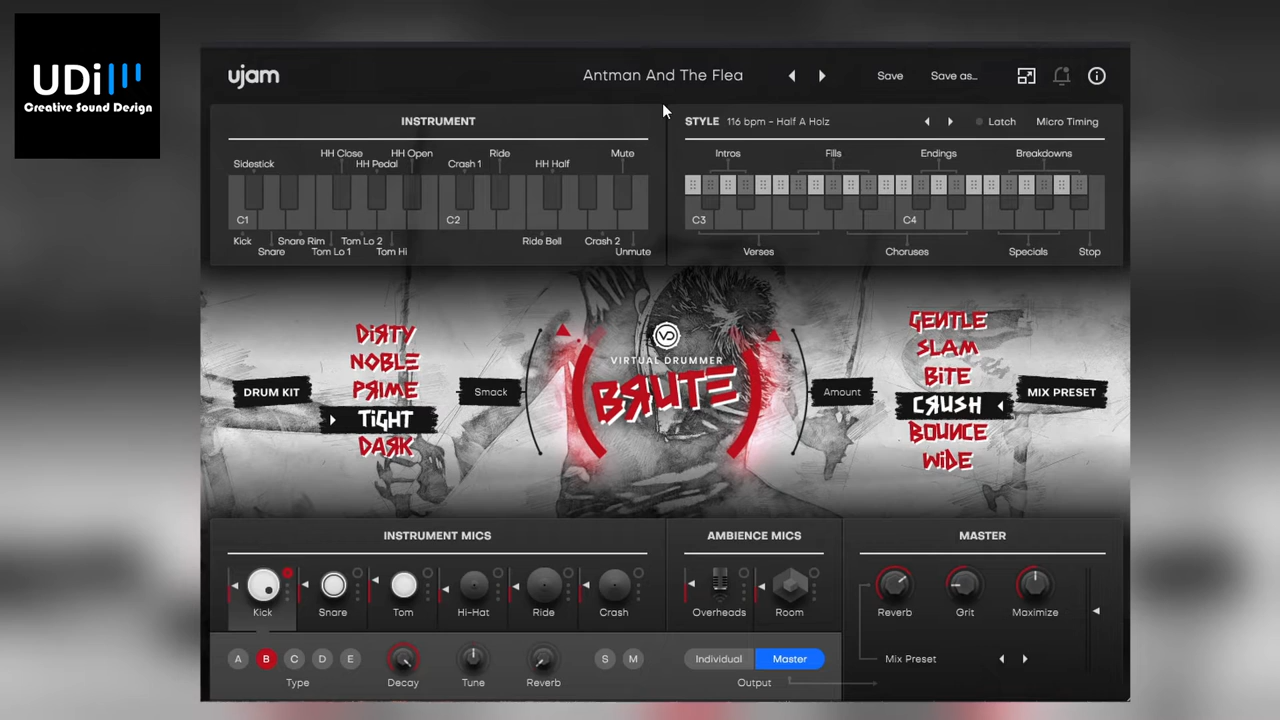 UDi
Creative Sound Design
ujam
Antman And The Flea
Save
Save as...
INSTRUMENT
STYLE 116 bpm - Half A Holz
Latch
Micro Timing
HH Close
HH Open
Ride
Mute
Sidestick
HH Pedal
Crash 1
HH Half
Intros
Fills
Endings
Breakdowns
C1
C2
C3
C4
Kick
Snare Rim
Tom Lo 2
Ride Bell
Crash 2
Snare
Tom Lo 1
Tom Hi
Unmute
Verses
Choruses
Specials
Stop
DRUM KIT
DIRTY
NOBLE
PRIME
TIGHT
DARK
Smack
VD
VIRTUAL DRUMMER
BRUTE
Amount
GENTLE
SLAM
BITE
CRUSH
BOUNCE
WIDE
MIX PRESET
INSTRUMENT MICS
AMBIENCE MICS
MASTER
Kick
Snare
Tom
Hi-Hat
Ride
Crash
Overheads
Room
Reverb
Grit
Maximize
A B C D E
Type
Decay
Tune
Reverb
S M
Individual
Master
Output
Mix Preset